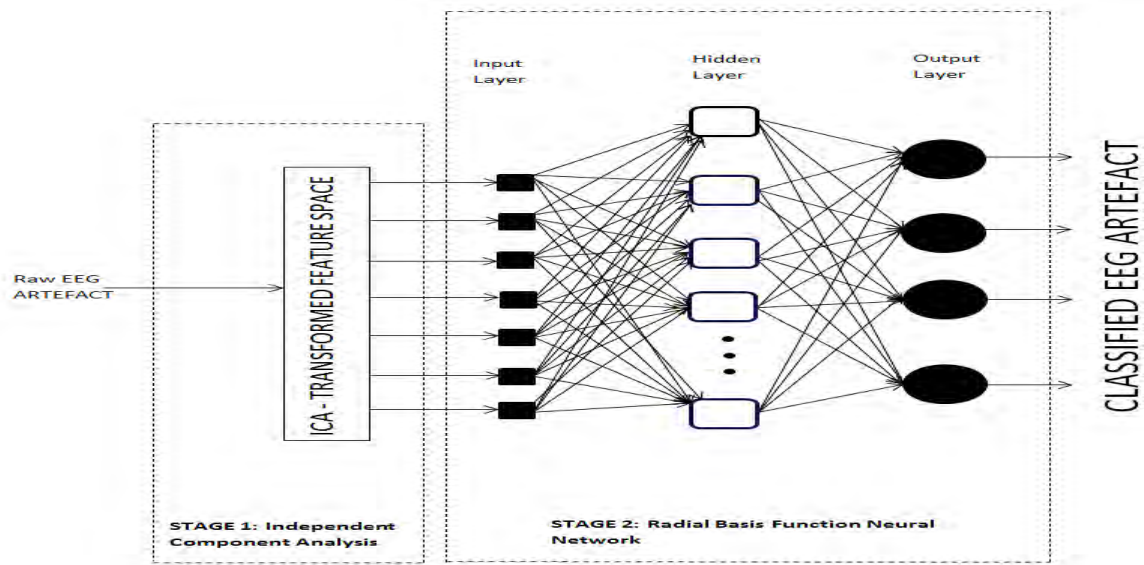 Input
Layer
Hidden
Layer
Output
Layer
Raw EEG
ARTEFACT
ICA - TRANSFORMED FEATURE SPACE
CLASSIFIED EEG ARTEFACT
STAGE 1: Independent
Component Analysis
STAGE 2: Radial Basis Function Neural
Network